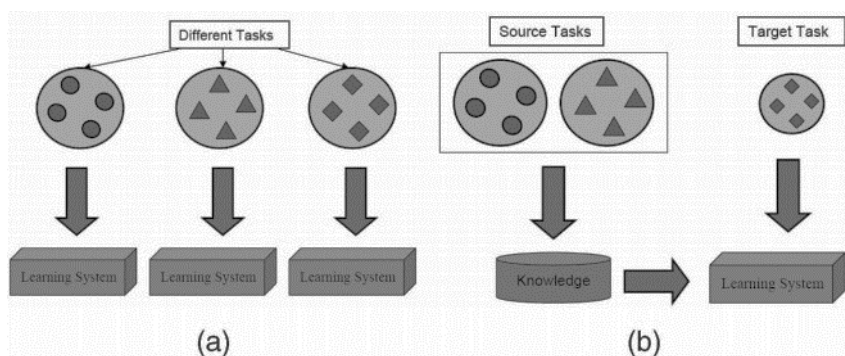 Different Tasks
Source Tasks
Target Task
Learning System
Learning System
Learning System
Knowledge
Learning System
(a)
(b)